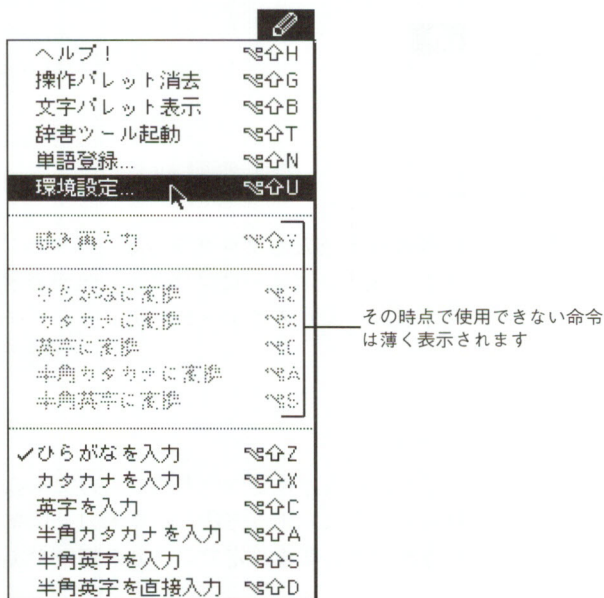 ヘルプ! ⌥⇧H
操作パレット消去 ⌥⇧G
文字パレット表示 ⌥⇧B
辞書ツール起動 ⌥⇧T
単語登録... ⌥⇧N
環境設定... ⌥⇧U
読み再入力 ⌥⇧Y
ひらがなに変換 ⌥Z
カタカナに変換 ⌥X
英字に変換 ⌥C
半角カタカナに変換 ⌥A
半角英字に変換 ⌥S
✓ひらがなを入力 ⌥⇧Z
カタカナを入力 ⌥⇧X
英字を入力 ⌥⇧C
半角カタカナを入力 ⌥⇧A
半角英字を入力 ⌥⇧S
半角英字を直接入力 ⌥⇧D
その時点で使用できない命令
は薄く表示されます